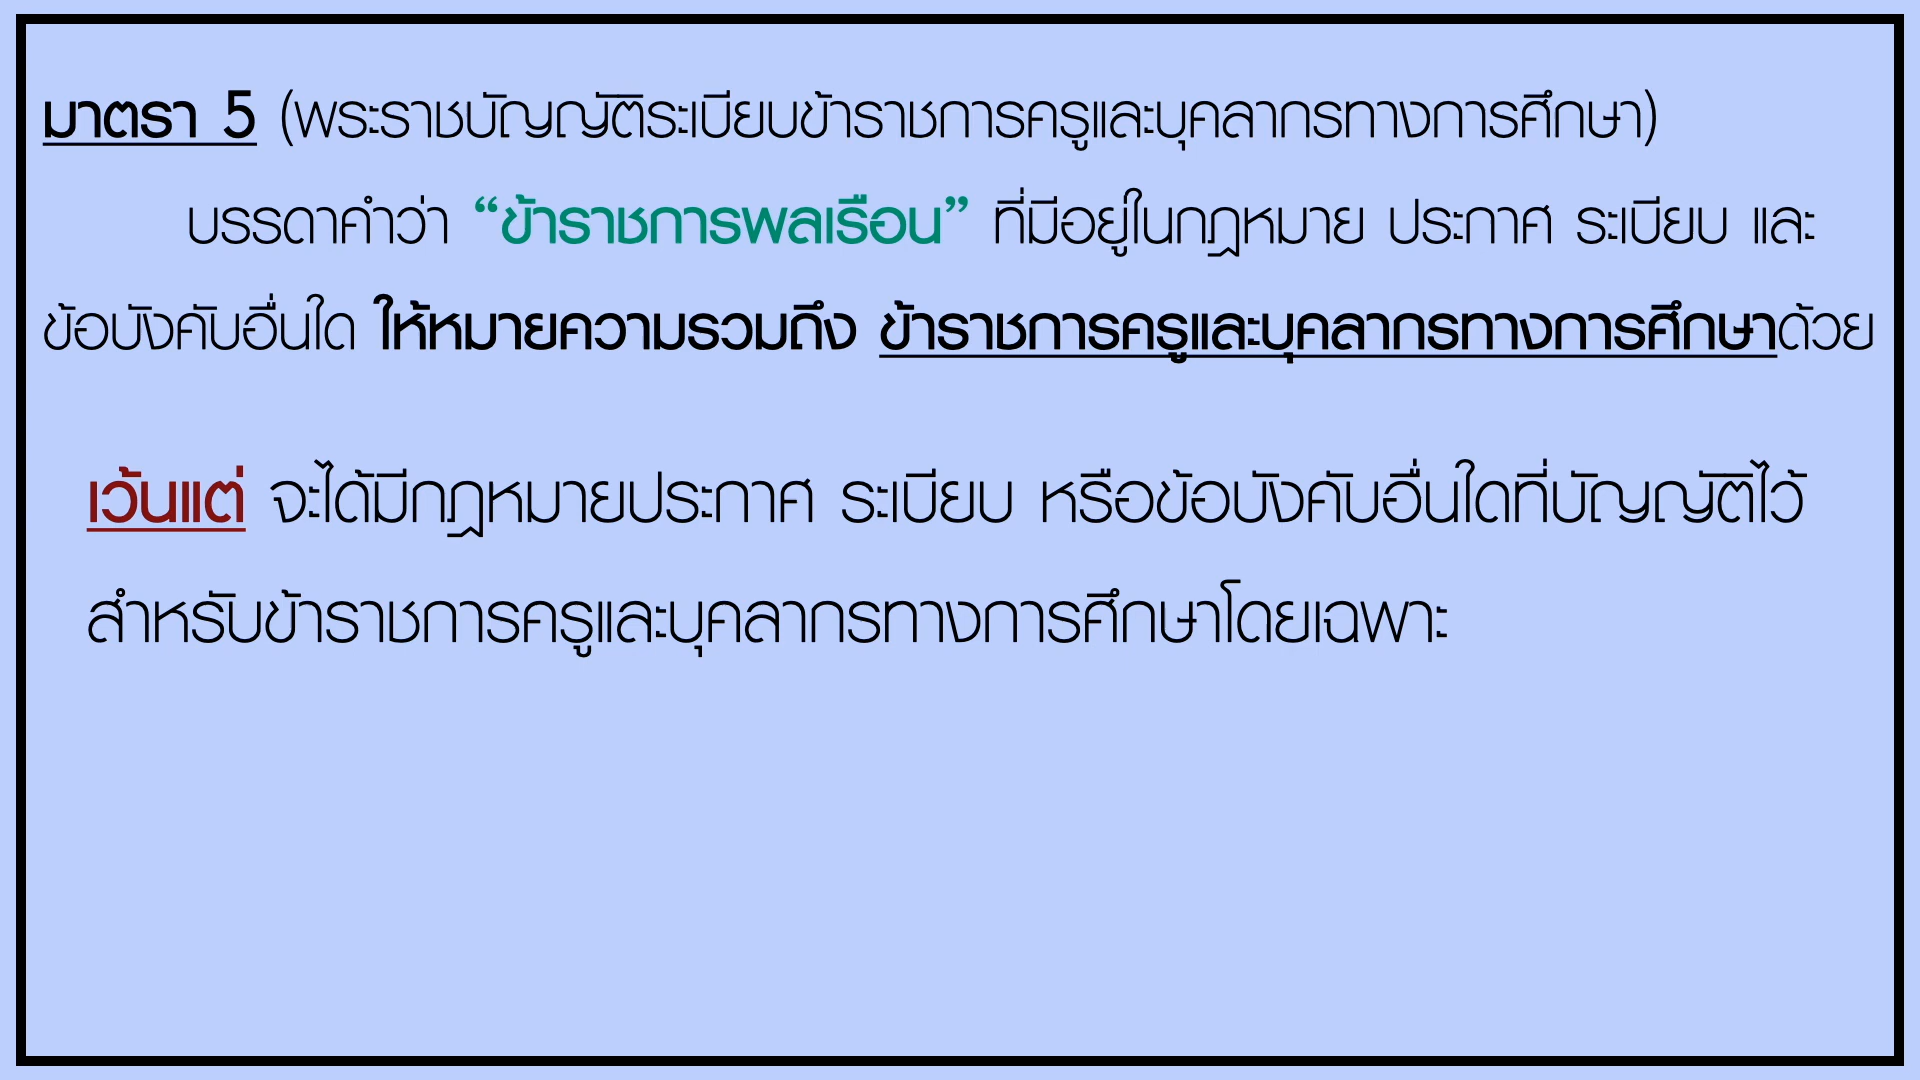 มาตรา 5 (พระราชบัญญัติระเบียบข้าราชการครูและบุคลากรทางการศึกษา)
บรรดาคำว่า “ข้าราชการพลเรือน” ที่มีอยู่ในกฎหมาย ประกาศ ระเบียบ และ
ข้อบังคับอื่นใด ให้หมายความรวมถึง ข้าราชการครูและบุคลากรทางการศึกษาด้วย
เว้นแต่ จะได้มีกฎหมายประกาศ ระเบียบ หรือข้อบังคับอื่นใดที่บัญญัติไว้
สำหรับข้าราชการครูและบุคลากรทางการศึกษาโดยเฉพาะ